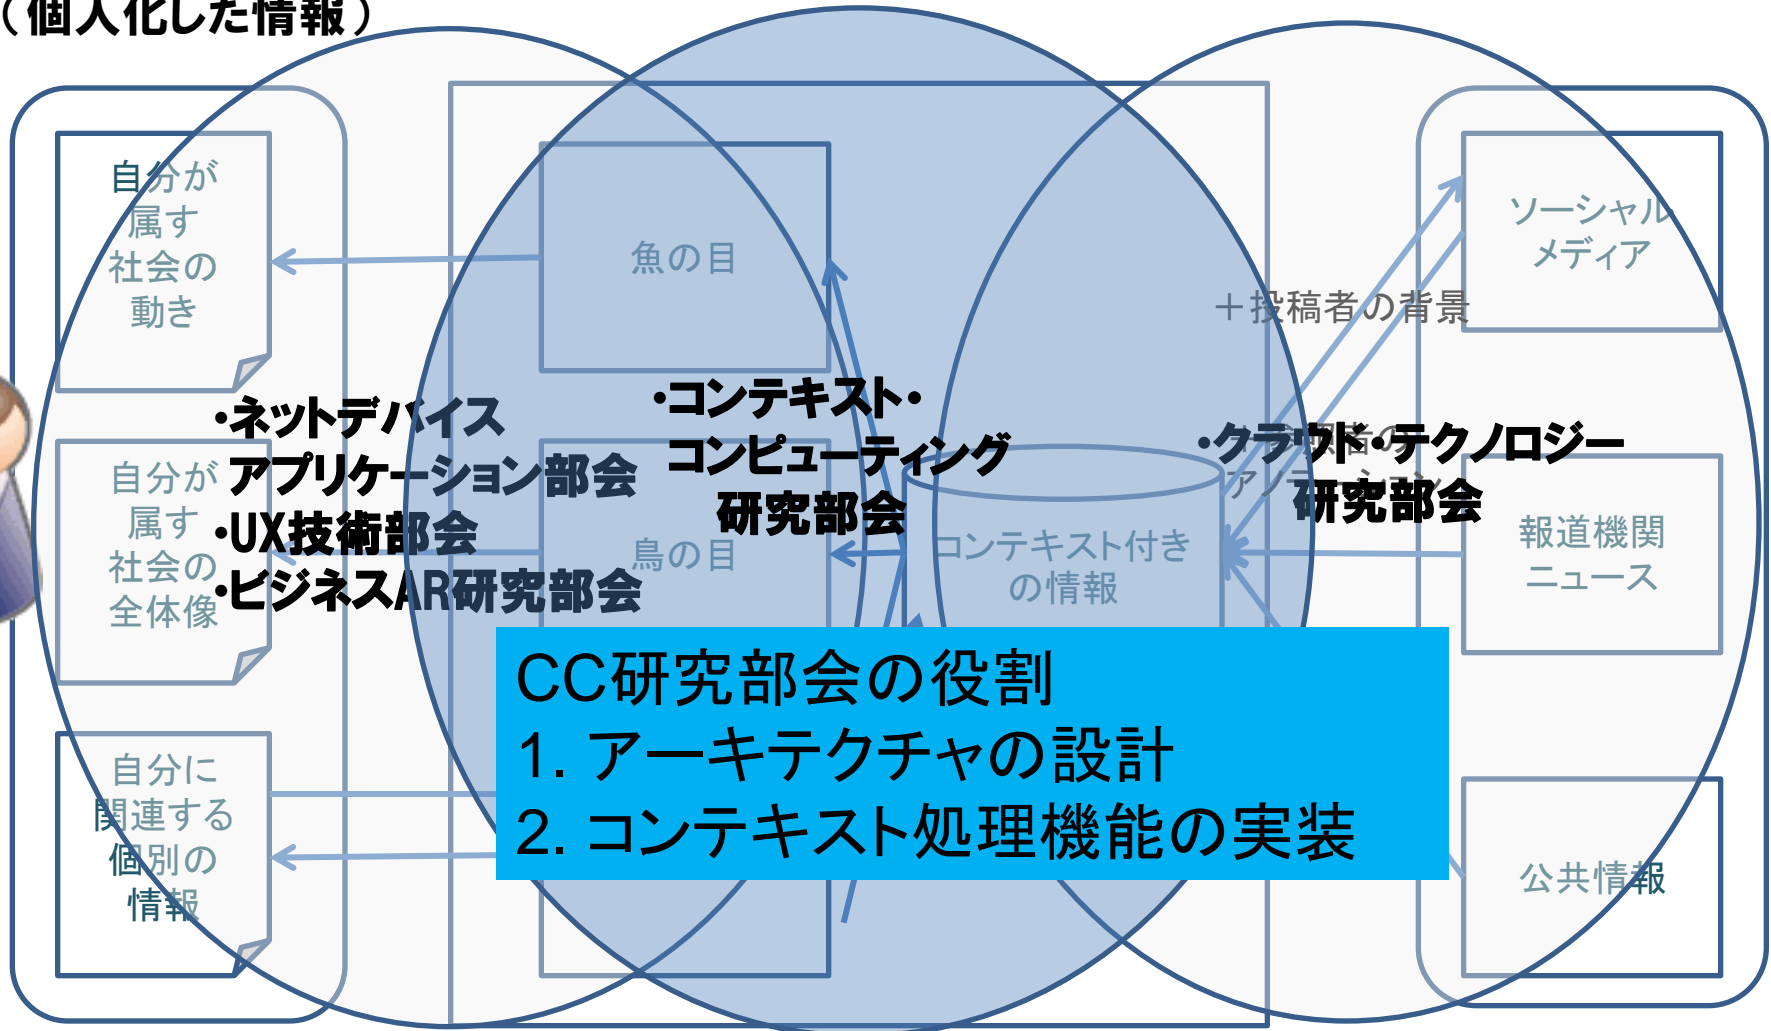 （個人化した情報）
自分が
属す
社会の
動き
魚の目
ソーシャル
メディア
＋投稿者の背景
・ネットデバイス
アプリケーション部会
・UX技術部会
・ビジネスAR研究部会
・コンテキスト・
コンピューティング
研究部会
・クラウド・テクノロジー
研究部会
自分が
属す
社会の
全体像
鳥の目
コンテキスト付き
の情報
報道機関
ニュース
CC研究部会の役割
1. アーキテクチャの設計
2. コンテキスト処理機能の実装
自分に
関連する
個別の
情報
公共情報